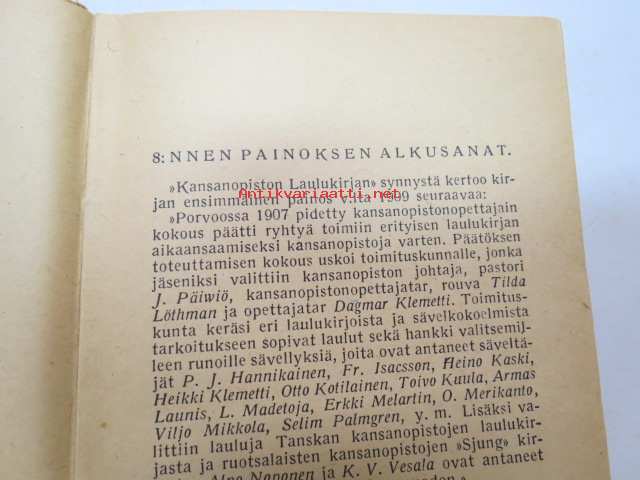 8:NNEN PAINOKSEN ALKUSANAT.
»Kansanopiston Laulukirjan» synnystä kertoo kir-
jan ensimmäinen painos v:lta 1909 seuraavaa:
Antikvariaatti.net
»Porvoossa 1907 pidetty kansanopistonopettajain
kokous päätti ryhtyä toimiin erityisen laulukirjan
aikaansaamiseksi kansanopistoja varten. Päätöksen
toteuttamisen kokous uskoi toimituskunnalle, jonka
jäseniksi valittiin kansanopiston johtaja, pastori
J. Päiwiö, kansanopistonopettajatar, rouva Tilda
Löthman ja opettajatar Dagmar Klemetti. Toimitus-
kunta keräsi eri laulukirjoista ja sävelkokoelmista
tarkoitukseen sopivat laulut sekä hankki valitsemil-
leen runoille sävellyksiä, joita ovat antaneet säveltä-
jät P. J. Hannikainen, Fr. Isacsson, Heino Kaski,
Heikki Klemetti, Otto Kotilainen, Toivo Kuula, Armas
Launis, L. Madetoja, Erkki Melartin, O. Merikanto,
Viljo Mikkola, Selim Palmgren, y. m. Lisäksi va-
littiin lauluja Tanskan kansanopistojen laulukir-
jasta ja ruotsalaisten kansanopistojen »Sjung» kir-
Alpo Noponen ja K. V. Vesala ovat antaneet